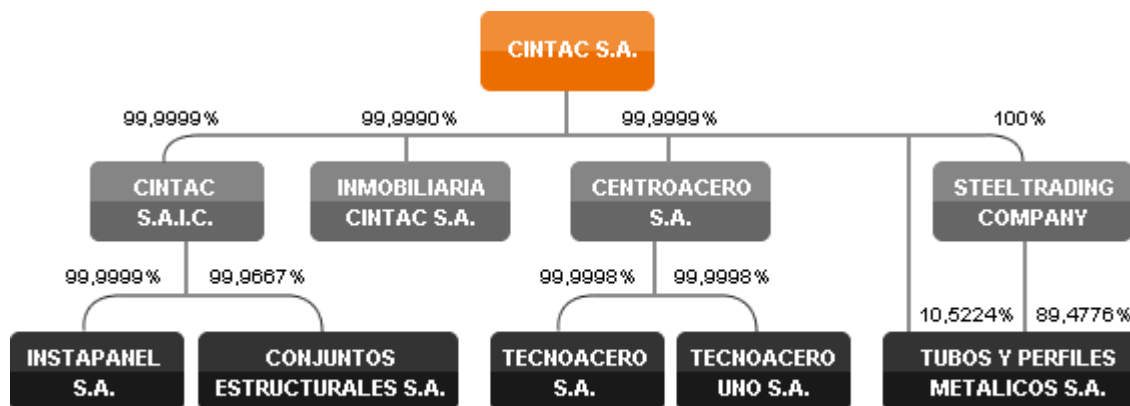 CINTAC S.A.
99,9999%
99,9990%
99,9999%
100%
CINTAC
S.A.I.C.
INMOBILIARIA
CINTAC S.A.
CENTROACERO
S.A.
STEELTRADING
COMPANY
99,9999%
99,9667%
99,9998%
99,9998%
10,5224%
89,4776%
INSTAPANEL
S.A.
CONJUNTOS
ESTRUCTURALES S.A.
TECNOACERO
S.A.
TECNOACERO
UNO S.A.
TUBOS Y PERFILES
METALICOS S.A.